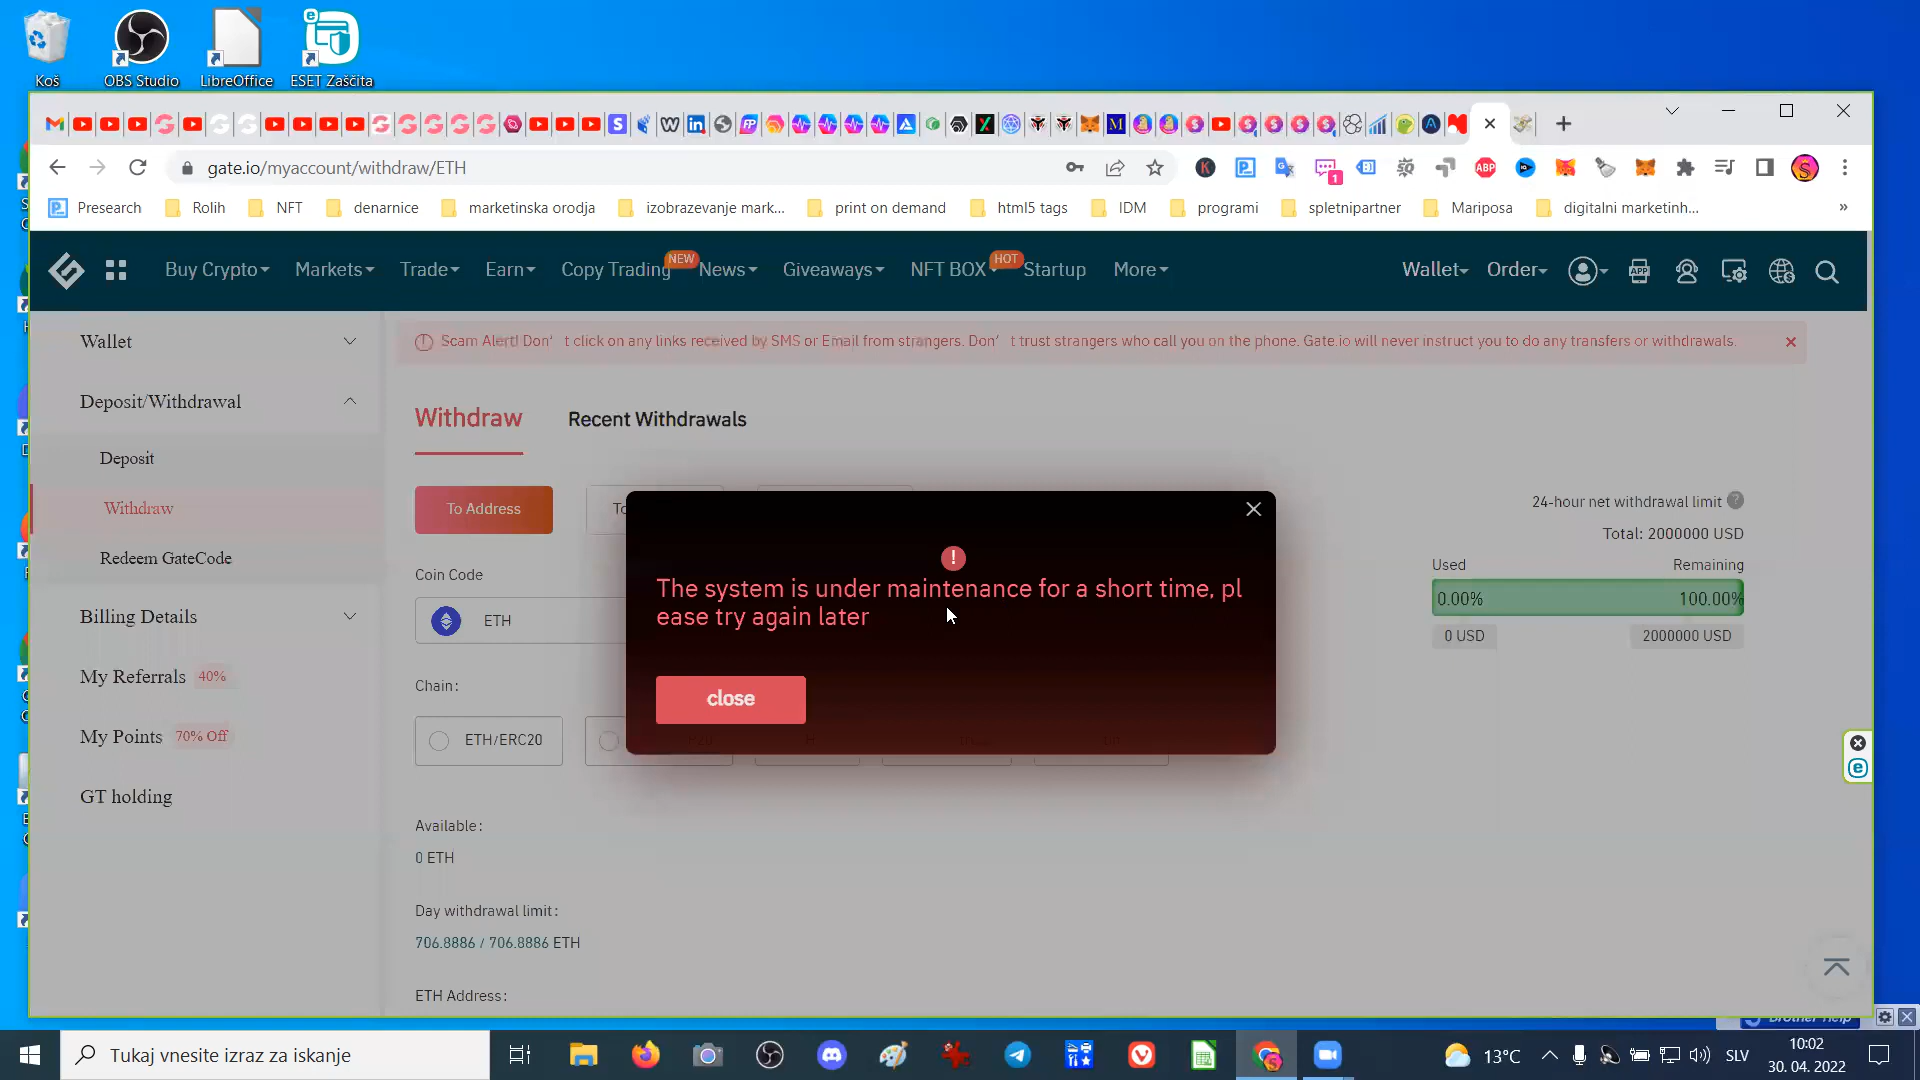 Koš
OBS Studio
LibreOffice
ESET Zaščita
gate.io/myaccount/withdraw/ETH
1
ABP
Presearch
Rolih
NFT
denarnice
marketinska orodja
izobrazevanje mark...
print on demand
html5 tags
IDM
programi
spletnipartner
Mariposa
digitalni marketinh...
»
Buy Crypto
Markets
Trade
Earn
Copy Trading
NEW
News
Giveaways
NFT BOX
HOT
Startup
More
Wallet
Order
APP
Wallet
Scam Alert! Don’ t click on any links received by SMS or Email from strangers. Don’ t trust strangers who call you on the phone. Gate.io will never instruct you to do any transfers or withdrawals.
Deposit/Withdrawal
Deposit
Withdraw
Redeem GateCode
Billing Details
My Referrals 40%
My Points 70% Off
GT holding
Withdraw
Recent Withdrawals
To Address
To
Coin Code
ETH
Chain:
ETH/ERC20
The system is under maintenance for a short time, pl
ease try again later
close
24-hour net withdrawal limit ?
Total: 2000000 USD
Used
Remaining
0.00%
100.00%
0 USD
2000000 USD
Available:
0 ETH
Day withdrawal limit:
706.8886 / 706.8886 ETH
ETH Address:
Brother Help
Tukaj vnesite izraz za iskanje
13°C
SLV
10:02
30. 04. 2022